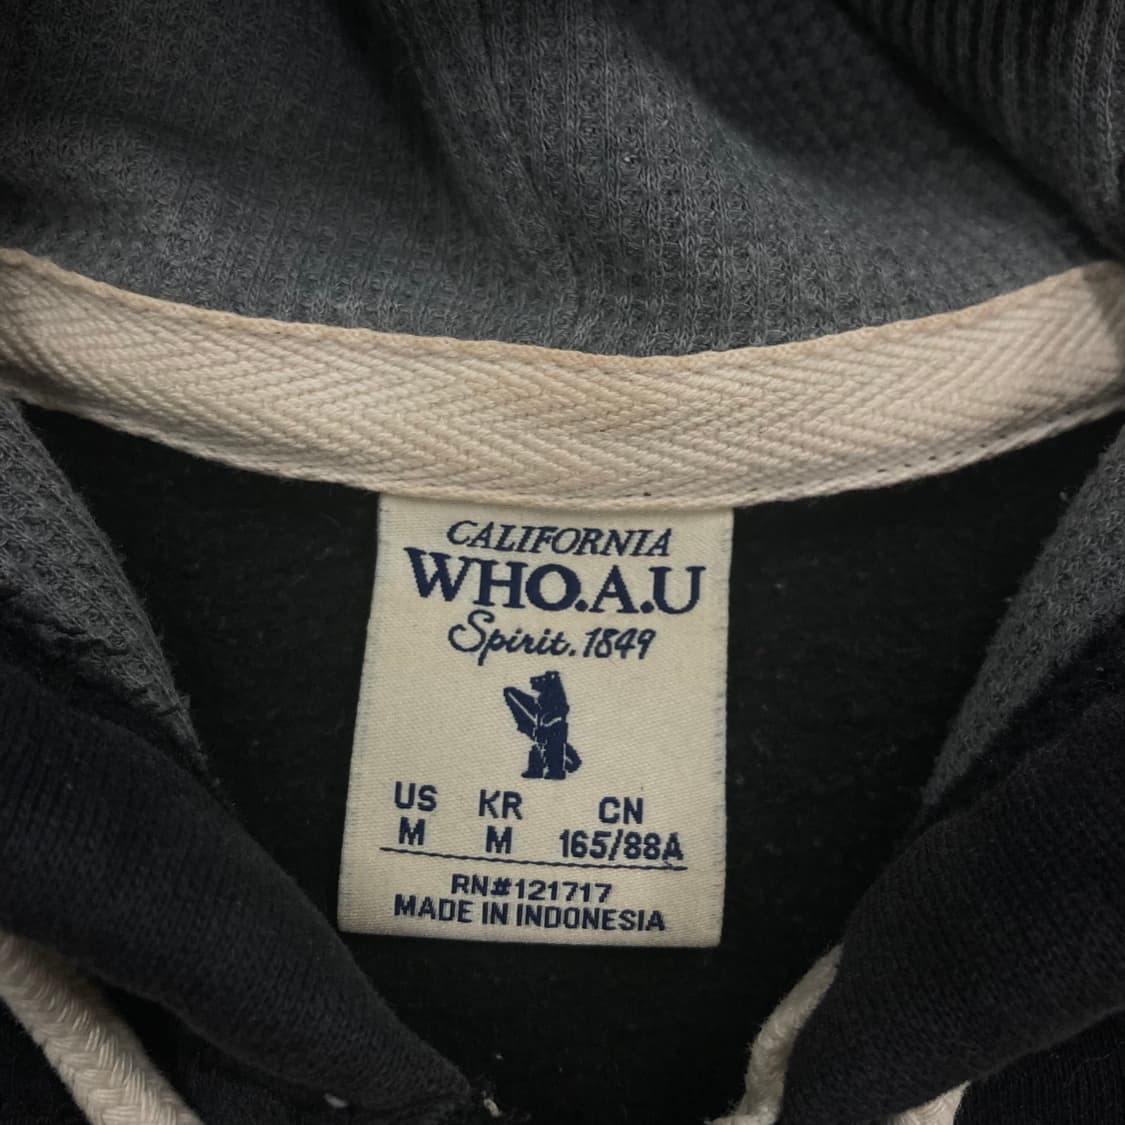 CALIFORNIA
WHO.A.U
Spirit.1849
US KR CN
M M 165/88A
RN#121717
MADE IN INDONESIA